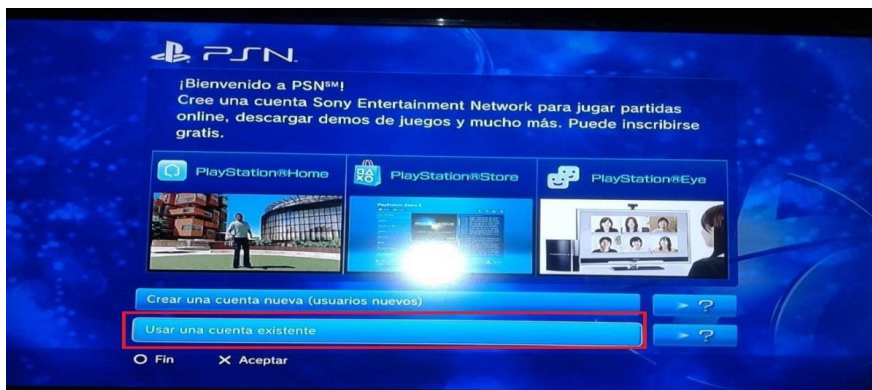 PSN
¡Bienvenido a PSN℠!
Cree una cuenta Sony Entertainment Network para jugar partidas
online, descargar demos de juegos y mucho más. Puede inscribirse
gratis.
PlayStation®Home
PlayStation®Store
PlayStation®Eye
Crear una cuenta nueva (usuarios nuevos)
?
Usar una cuenta existente
?
Fin
Aceptar